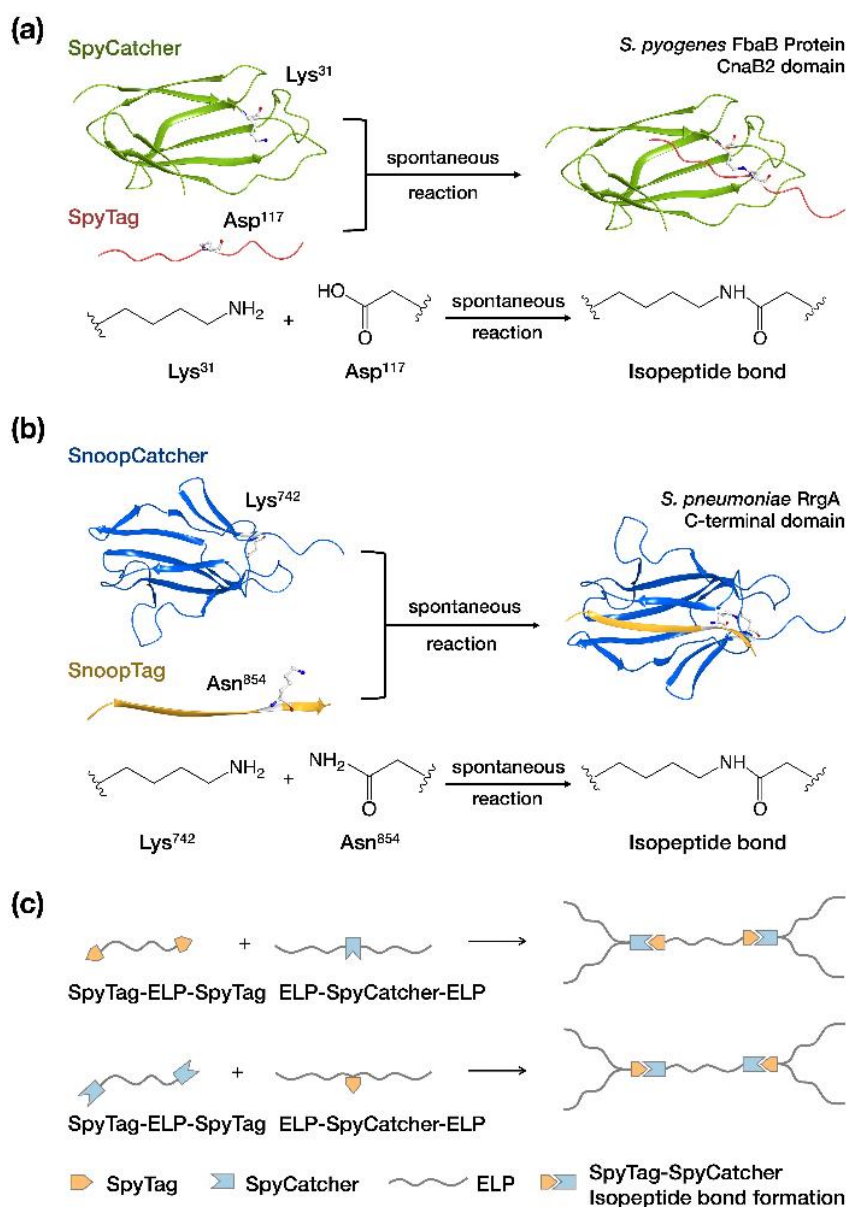 (a)
SpyCatcher
Lys31
S. pyogenes FbaB Protein
CnaB2 domain
spontaneous
reaction
SpyTag
Asp117
NH2
+
HO
O
spontaneous
reaction
NH
O
Lys31
Asp117
Isopeptide bond
(b)
SnoopCatcher
Lys742
S. pneumoniae RrgA
C-terminal domain
spontaneous
reaction
SnoopTag
Asn854
NH2
+
NH2
O
spontaneous
reaction
NH
O
Lys742
Asn854
Isopeptide bond
(c)
+
SpyTag-ELP-SpyTag
ELP-SpyCatcher-ELP
+
SpyTag-ELP-SpyTag
ELP-SpyCatcher-ELP
SpyTag
SpyCatcher
ELP
SpyTag-SpyCatcher
Isopeptide bond formation